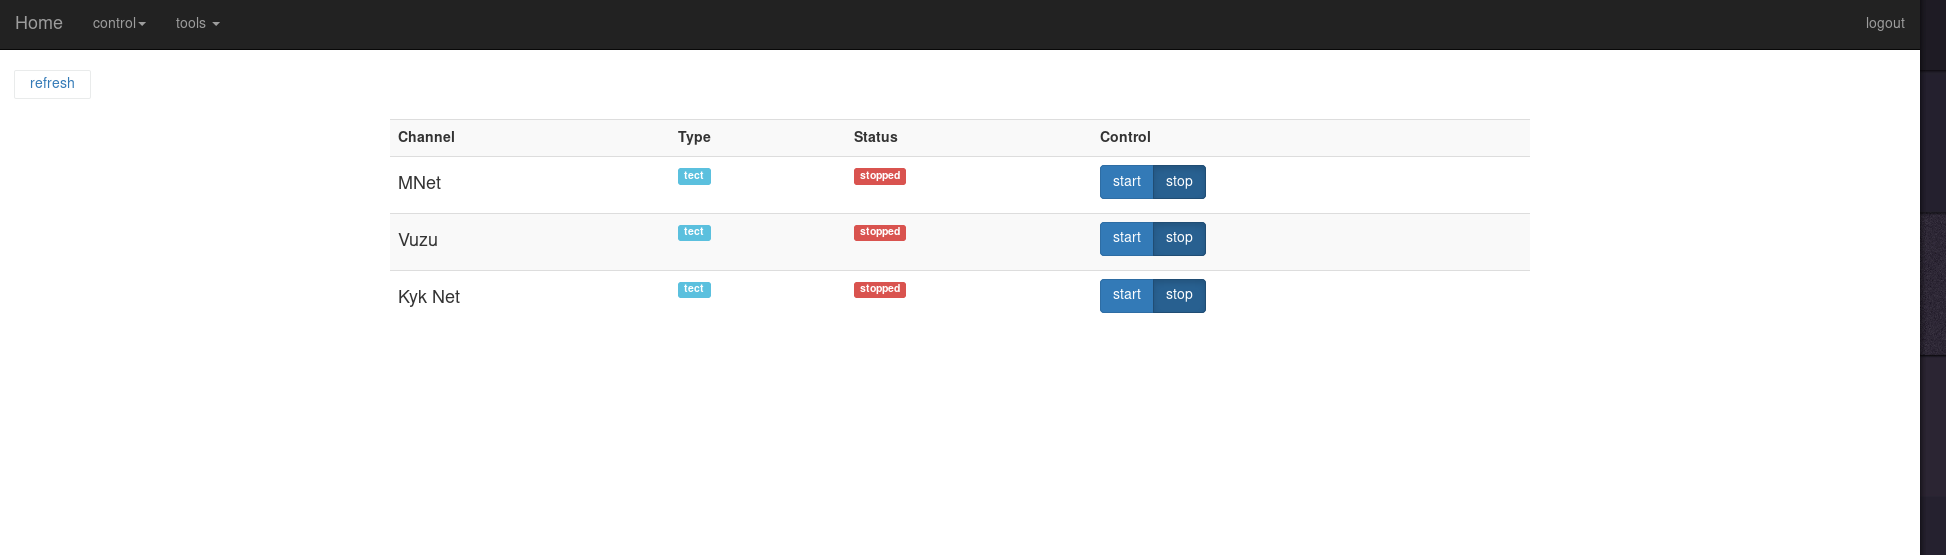 Home control tools logout
refresh
Channel Type Status Control
MNet tect stopped start stop
Vuzu tect stopped start stop
Kyk Net tect stopped start stop